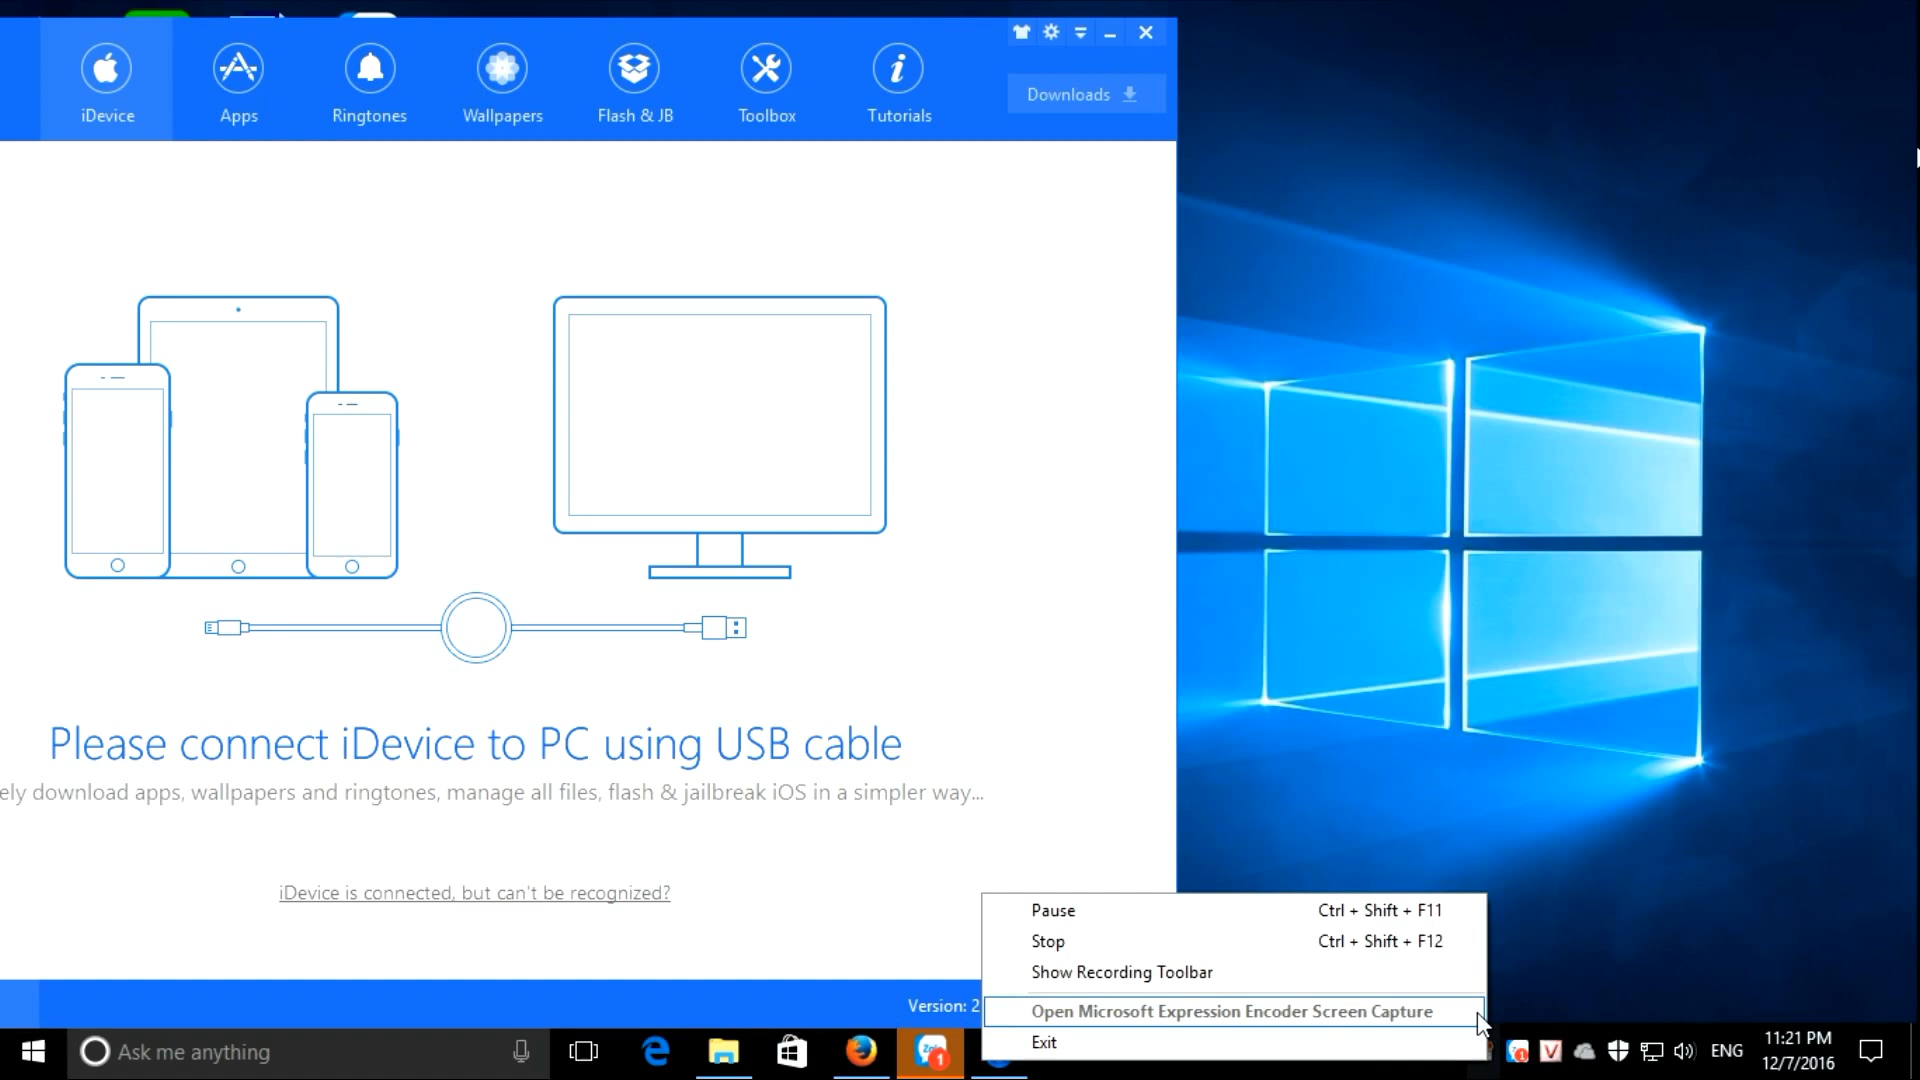 iDevice
Apps
Ringtones
Wallpapers
Flash & JB
Toolbox
Tutorials
Downloads
Please connect iDevice to PC using USB cable
ely download apps, wallpapers and ringtones, manage all files, flash & jailbreak iOS in a simpler way...
iDevice is connected, but can't be recognized?
Pause Ctrl + Shift + F11
Stop Ctrl + Shift + F12
Show Recording Toolbar
Version: 2
Open Microsoft Expression Encoder Screen Capture
Exit
Ask me anything
1
ENG
11:21 PM
12/7/2016